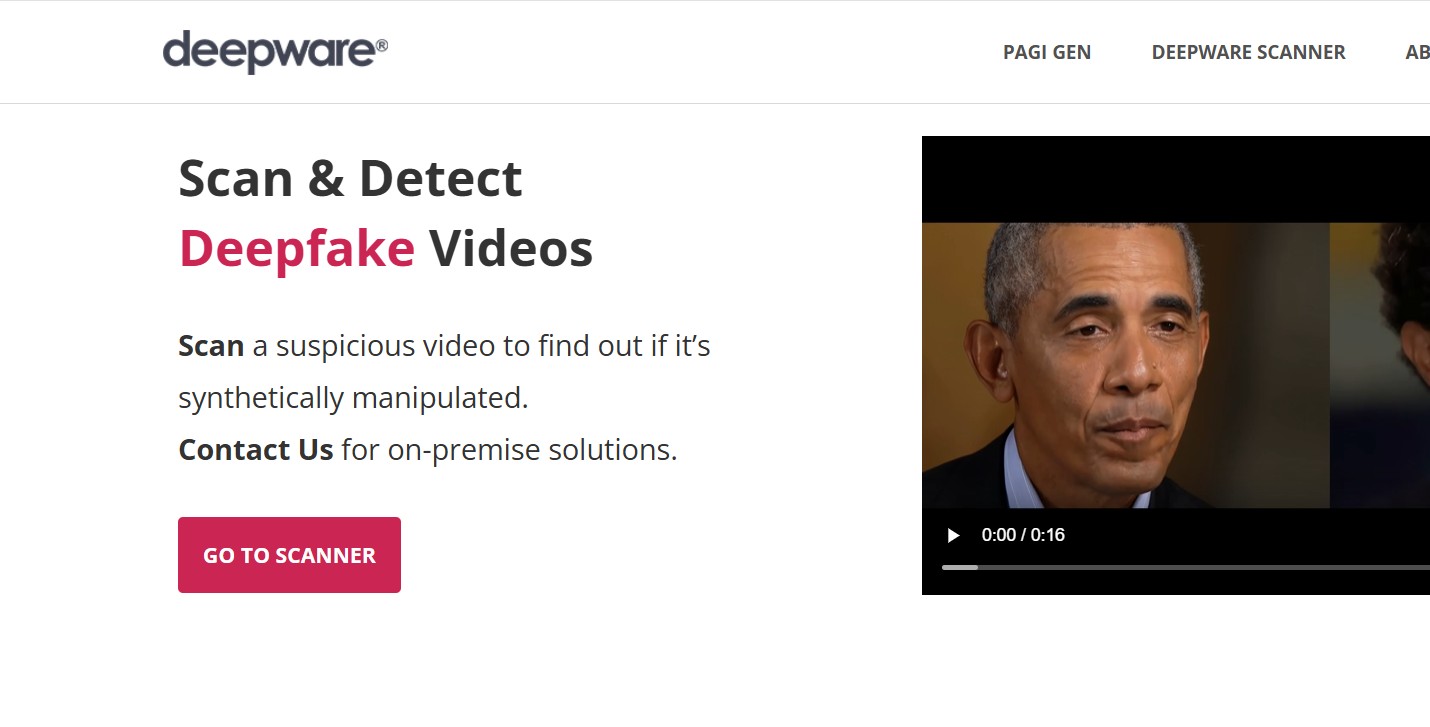 deepware®
PAGI GEN
DEEPWARE SCANNER
AB
Scan & Detect
Deepfake Videos
Scan a suspicious video to find out if it’s
synthetically manipulated.
Contact Us for on-premise solutions.
GO TO SCANNER
0:00 / 0:16